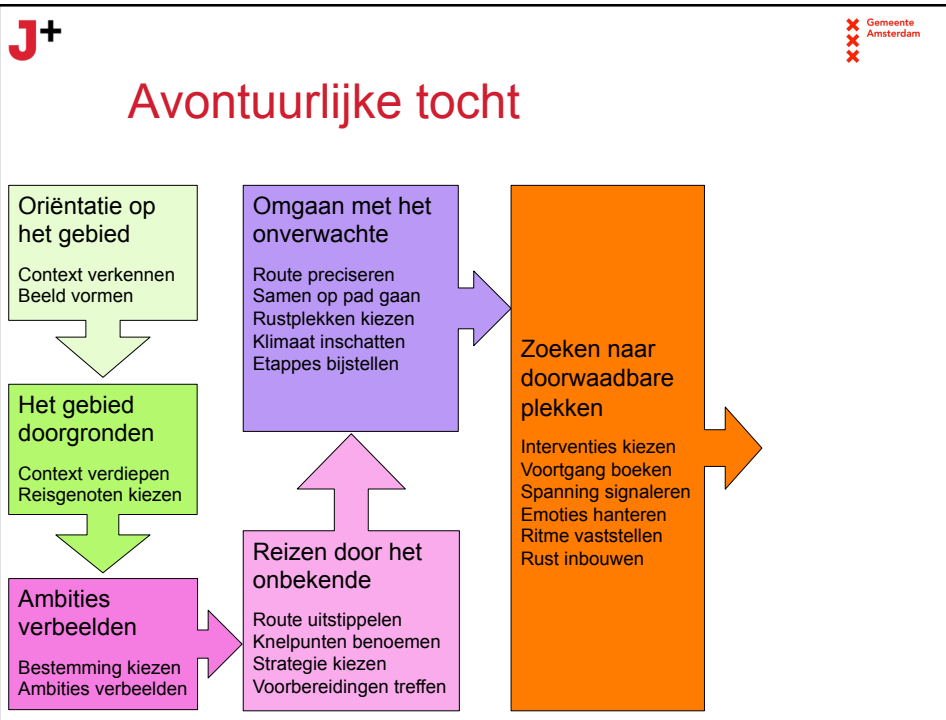 J+
Gemeente
Amsterdam
Avontuurlijke tocht
Oriëntatie op
het gebied
Context verkennen
Beeld vormen
Het gebied
doorgronden
Context verdiepen
Reisgenoten kiezen
Ambities
verbeelden
Bestemming kiezen
Ambities verbeelden
Reizen door het
onbekende
Route uitstippelen
Knelpunten benoemen
Strategie kiezen
Voorbereidingen treffen
Omgaan met het
onverwachte
Route preciseren
Samen op pad gaan
Rustplekken kiezen
Klimaat inschatten
Etappes bijstellen
Zoeken naar
doorwaadbare
plekken
Interventies kiezen
Voortgang boeken
Spanning signaleren
Emoties hanteren
Ritme vaststellen
Rust inbouwen